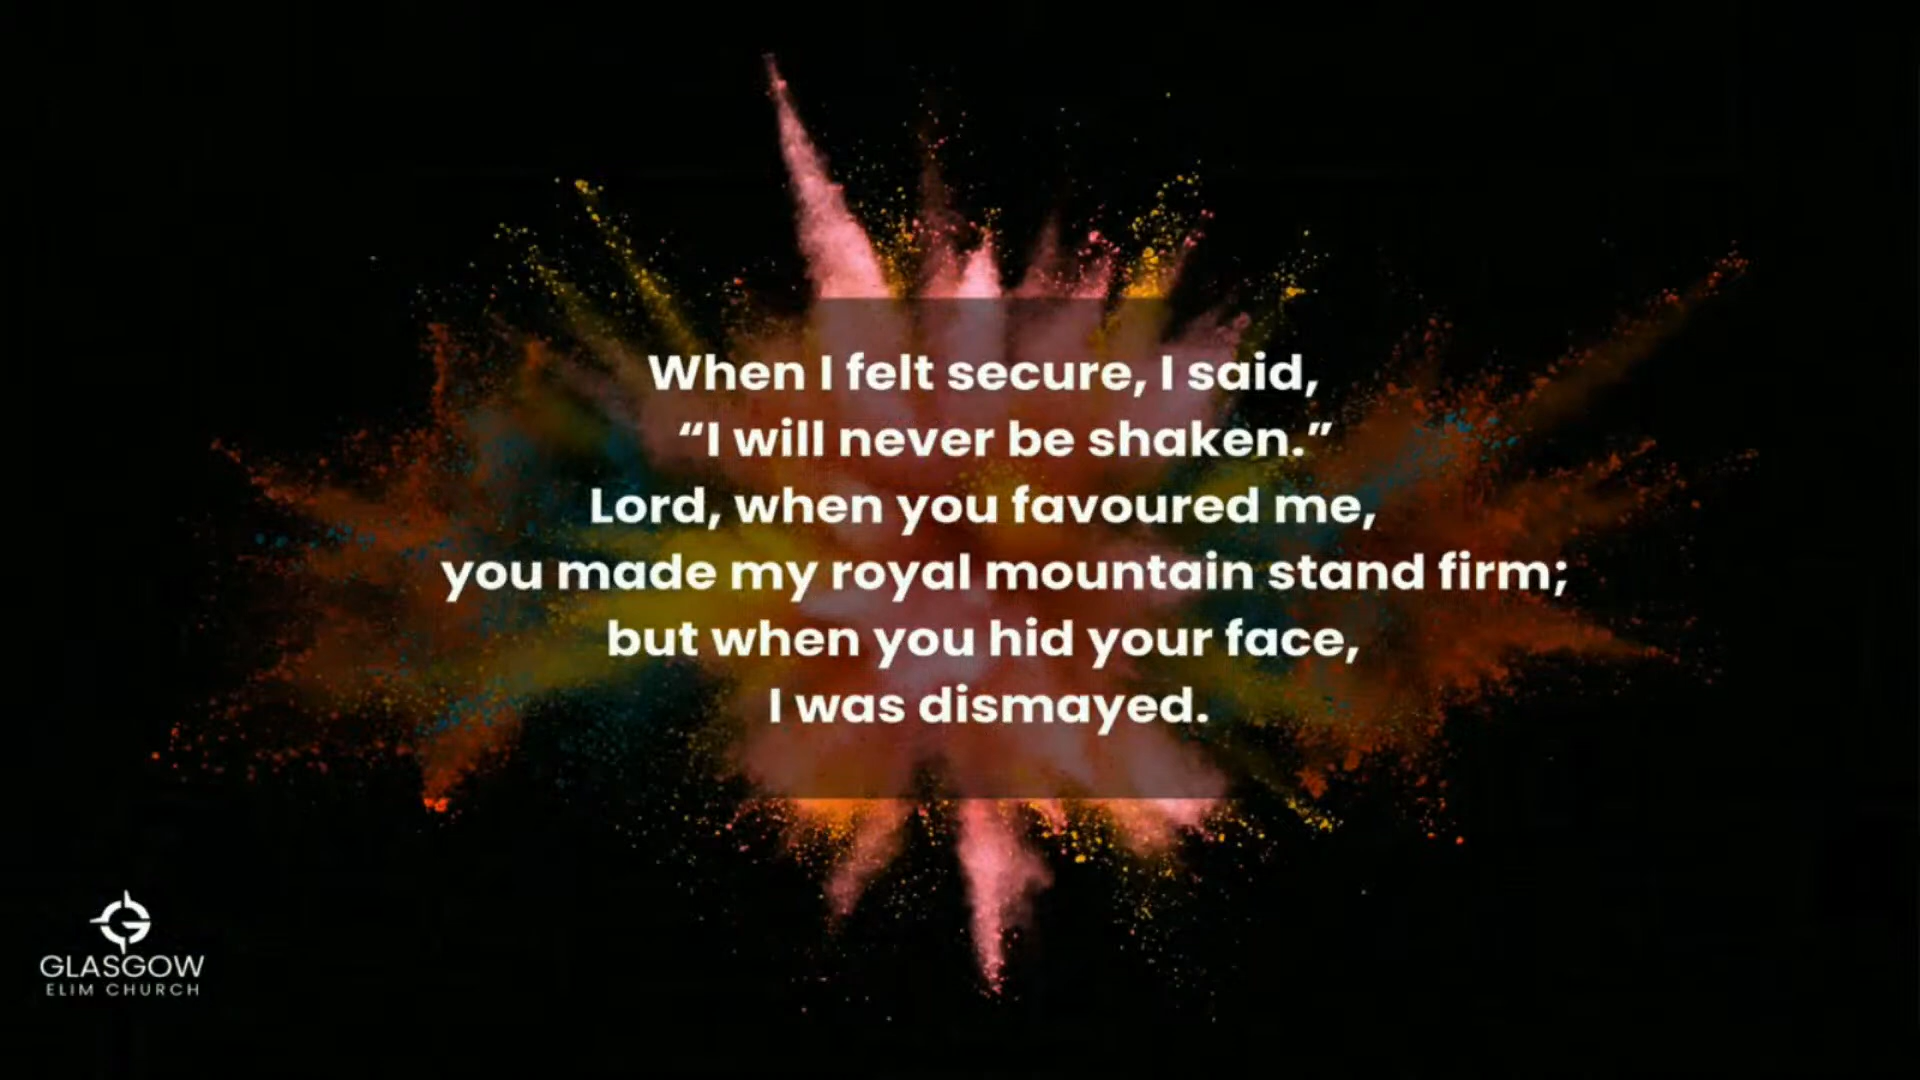 When I felt secure, I said,
“I will never be shaken.”
Lord, when you favoured me,
you made my royal mountain stand firm;
but when you hid your face,
I was dismayed.
GLASGOW
ELIM CHURCH